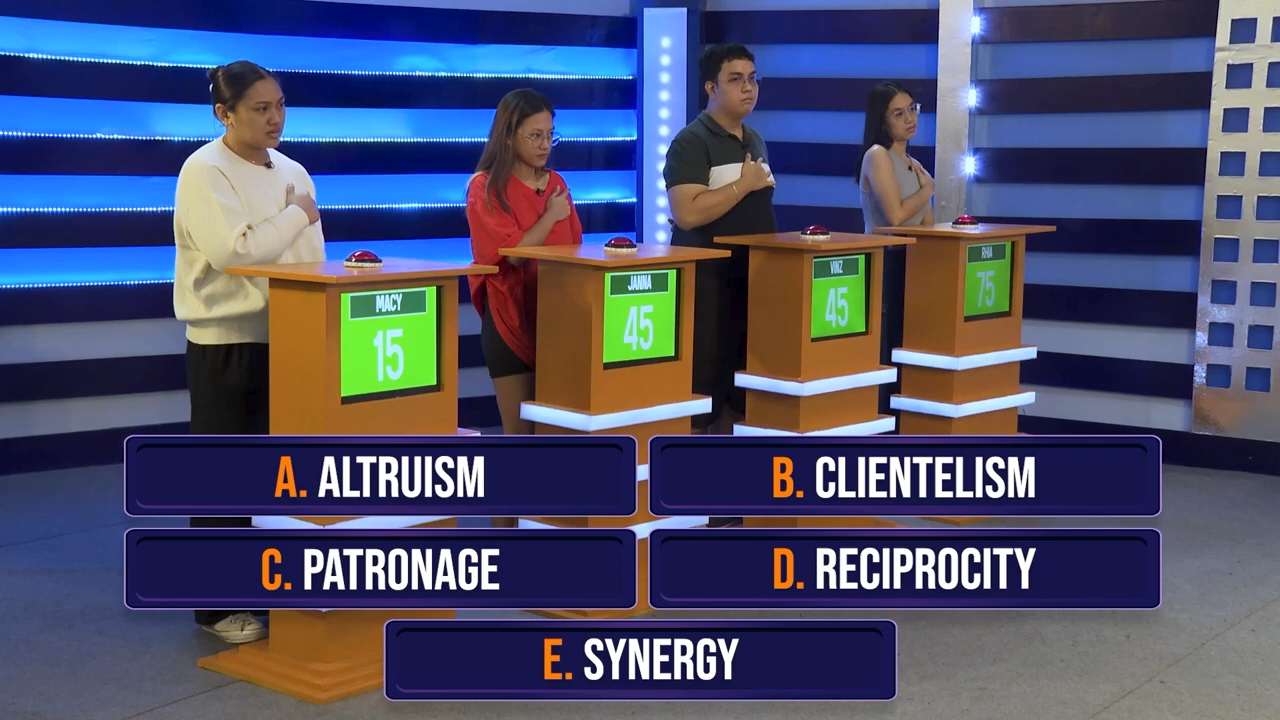 MACY
15
JANNA
45
VINZ
45
RHIA
75
A. ALTRUISM
B. CLIENTELISM
C. PATRONAGE
D. RECIPROCITY
E. SYNERGY